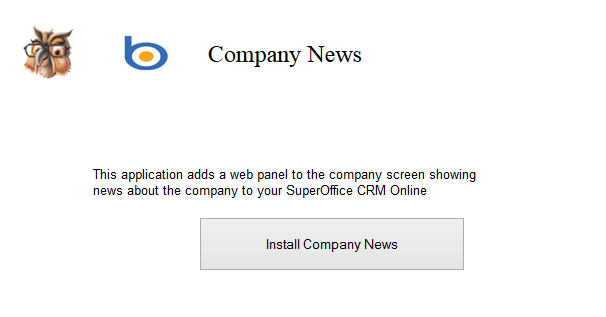 Company News
This application adds a web panel to the company screen showing
news about the company to your SuperOffice CRM Online
Install Company News